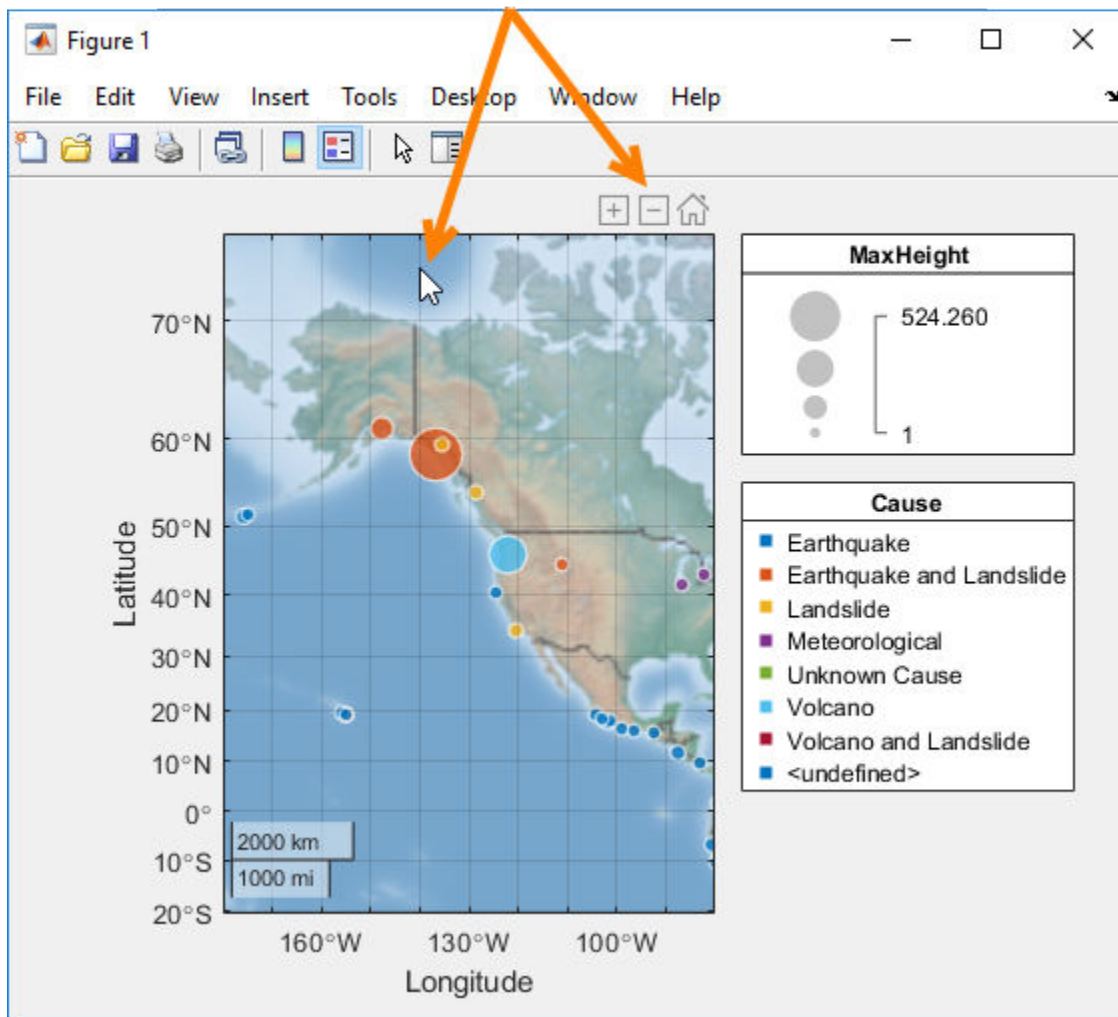 Figure 1
File Edit View Insert Tools Desktop Window Help
MaxHeight
524.260
1
Cause
Earthquake
Earthquake and Landslide
Landslide
Meteorological
Unknown Cause
Volcano
Volcano and Landslide
<undefined>
Latitude
70°N
60°N
50°N
40°N
30°N
20°N
10°N
0°
10°S
20°S
2000 km
1000 mi
160°W 130°W 100°W
Longitude